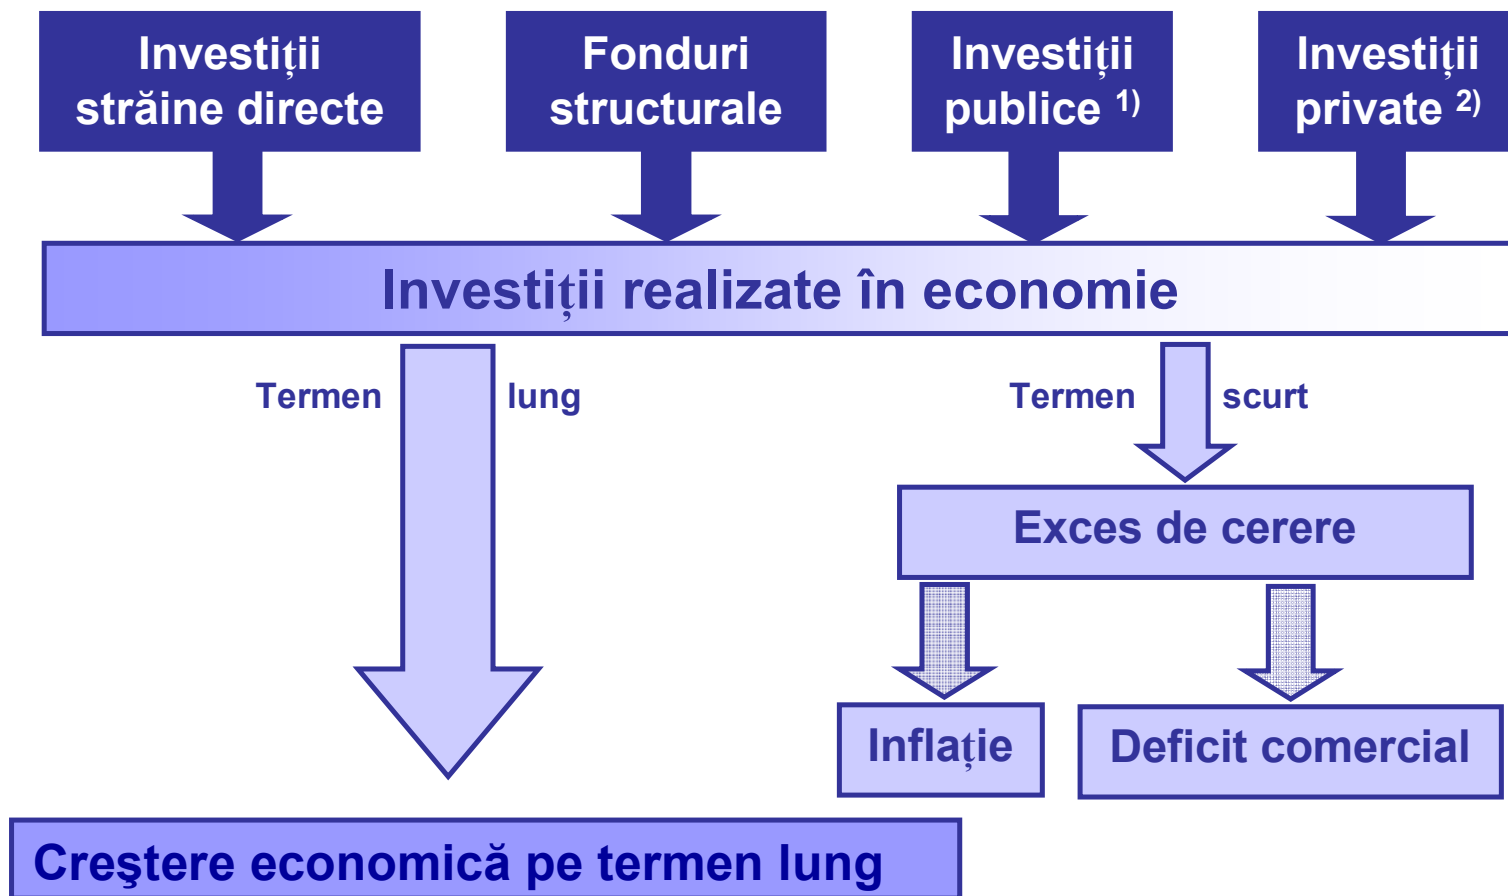 Investiţii
străine directe
Fonduri
structurale
Investiţii
publice 1)
Investiţii
private 2)
Investiţii realizate în economie
Termen lung
Termen scurt
Exces de cerere
Inflaţie
Deficit comercial
Creştere economică pe termen lung